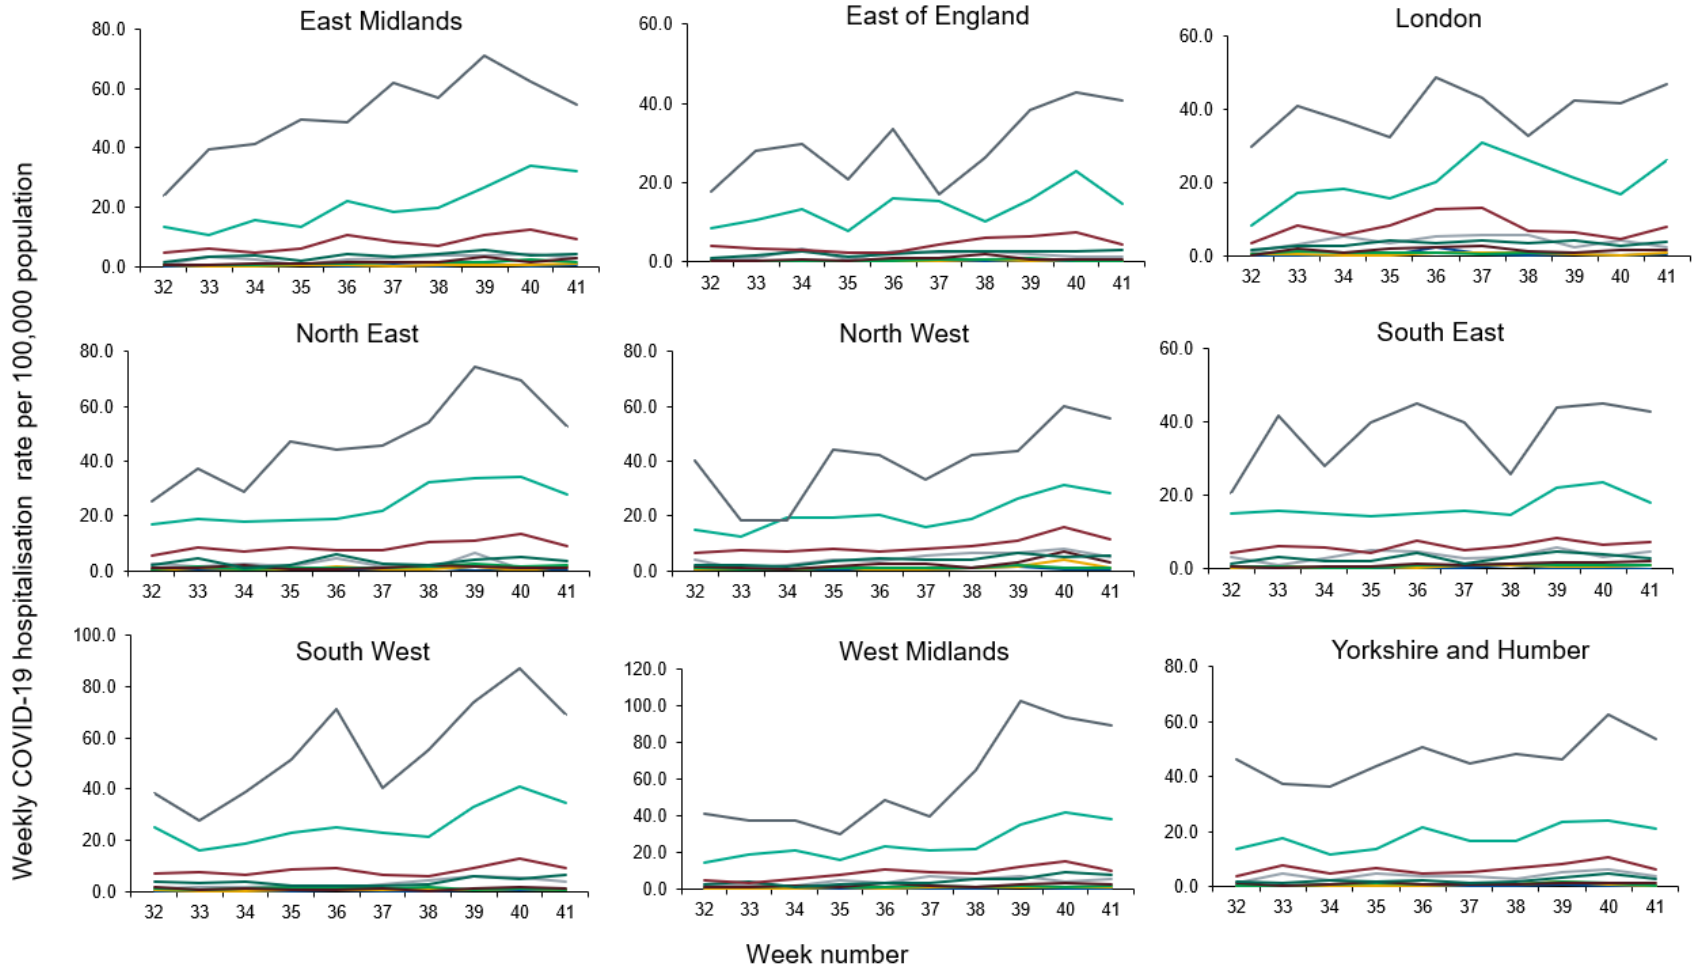 Weekly COVID-19 hospitalisation rate per 100,000 population
East Midlands
80.0
60.0
40.0
20.0
0.0
32 33 34 35 36 37 38 39 40 41
East of England
60.0
40.0
20.0
0.0
32 33 34 35 36 37 38 39 40 41
London
60.0
40.0
20.0
0.0
32 33 34 35 36 37 38 39 40 41
North East
80.0
60.0
40.0
20.0
0.0
32 33 34 35 36 37 38 39 40 41
North West
80.0
60.0
40.0
20.0
0.0
32 33 34 35 36 37 38 39 40 41
South East
60.0
40.0
20.0
0.0
32 33 34 35 36 37 38 39 40 41
South West
100.0
80.0
60.0
40.0
20.0
0.0
32 33 34 35 36 37 38 39 40 41
West Midlands
120.0
100.0
80.0
60.0
40.0
20.0
0.0
32 33 34 35 36 37 38 39 40 41
Yorkshire and Humber
80.0
60.0
40.0
20.0
0.0
32 33 34 35 36 37 38 39 40 41
Week number